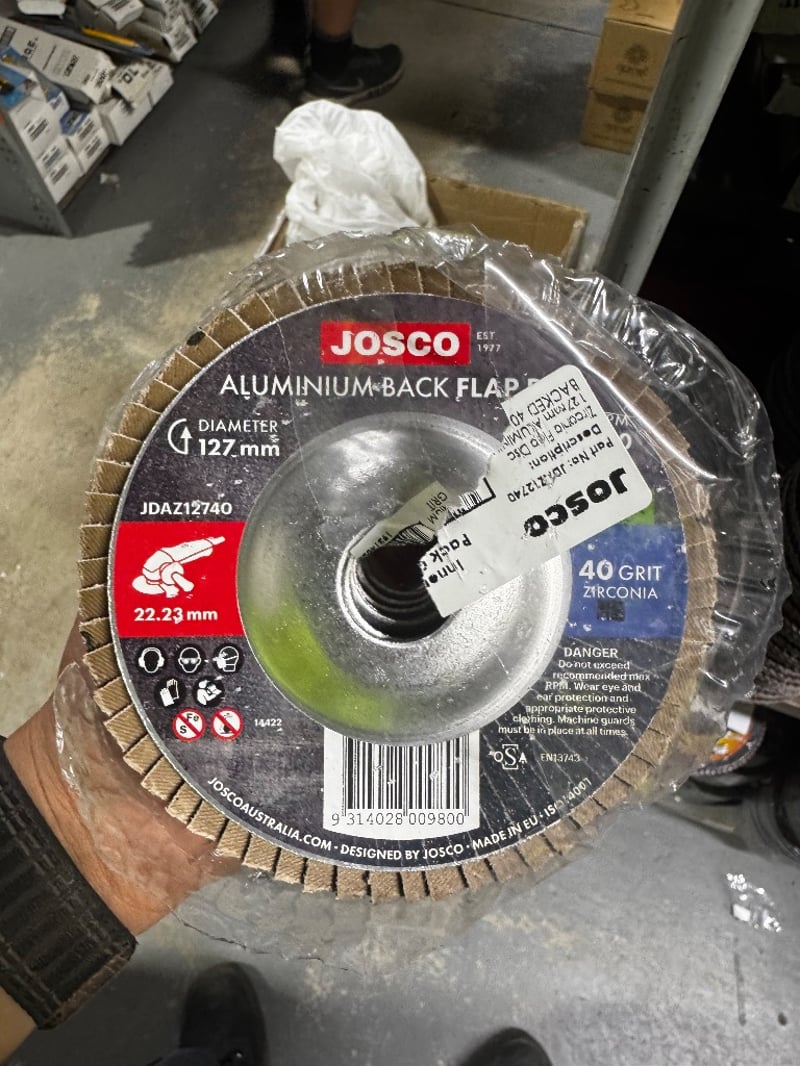 JOSCO
EST
1977
ALUMINIUM-BACK FLAP
DIAMETER
127 mm
JDAZ12740
22.23 mm
40 GRIT
ZIRCONIA
DANGER
Do not exceed
recommended max
RPM. Wear eye and
ear protection and
appropriate protective
clothing. Machine guards
must be in place at all times.
Fe
S
14422
EN13743
9 314028 009800
JOSCOAUSTRALIA.COM • DESIGNED BY JOSCO • MADE IN EU •
JOSCO
Part No: JDAZ12740
Description:
Zirconia Flap Disc
127mm
BACKED 40
Pack
GRIT